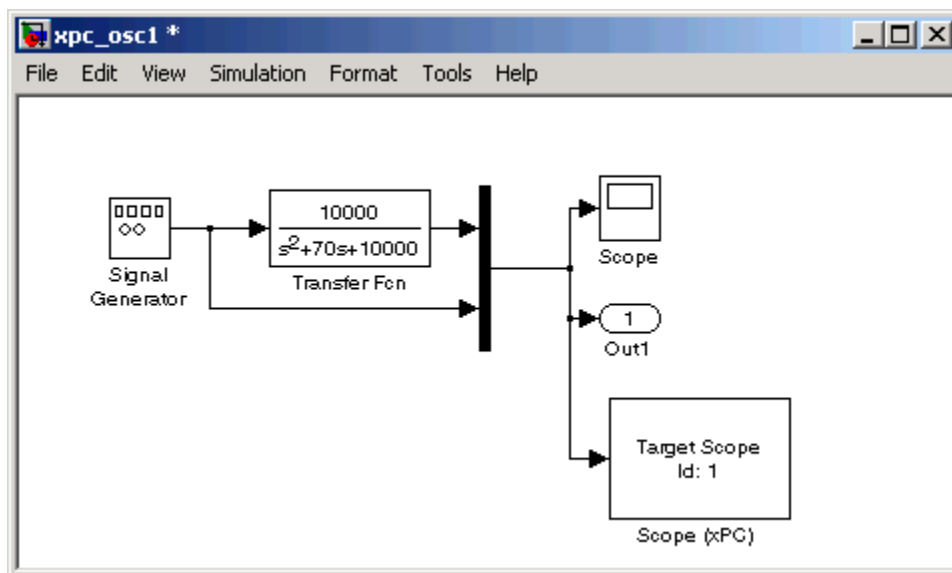 xpc_osc1 *
File Edit View Simulation Format Tools Help
Signal
Generator
10000
s²+70s+10000
Transfer Fcn
Scope
1
Out1
Target Scope
Id: 1
Scope (xPC)